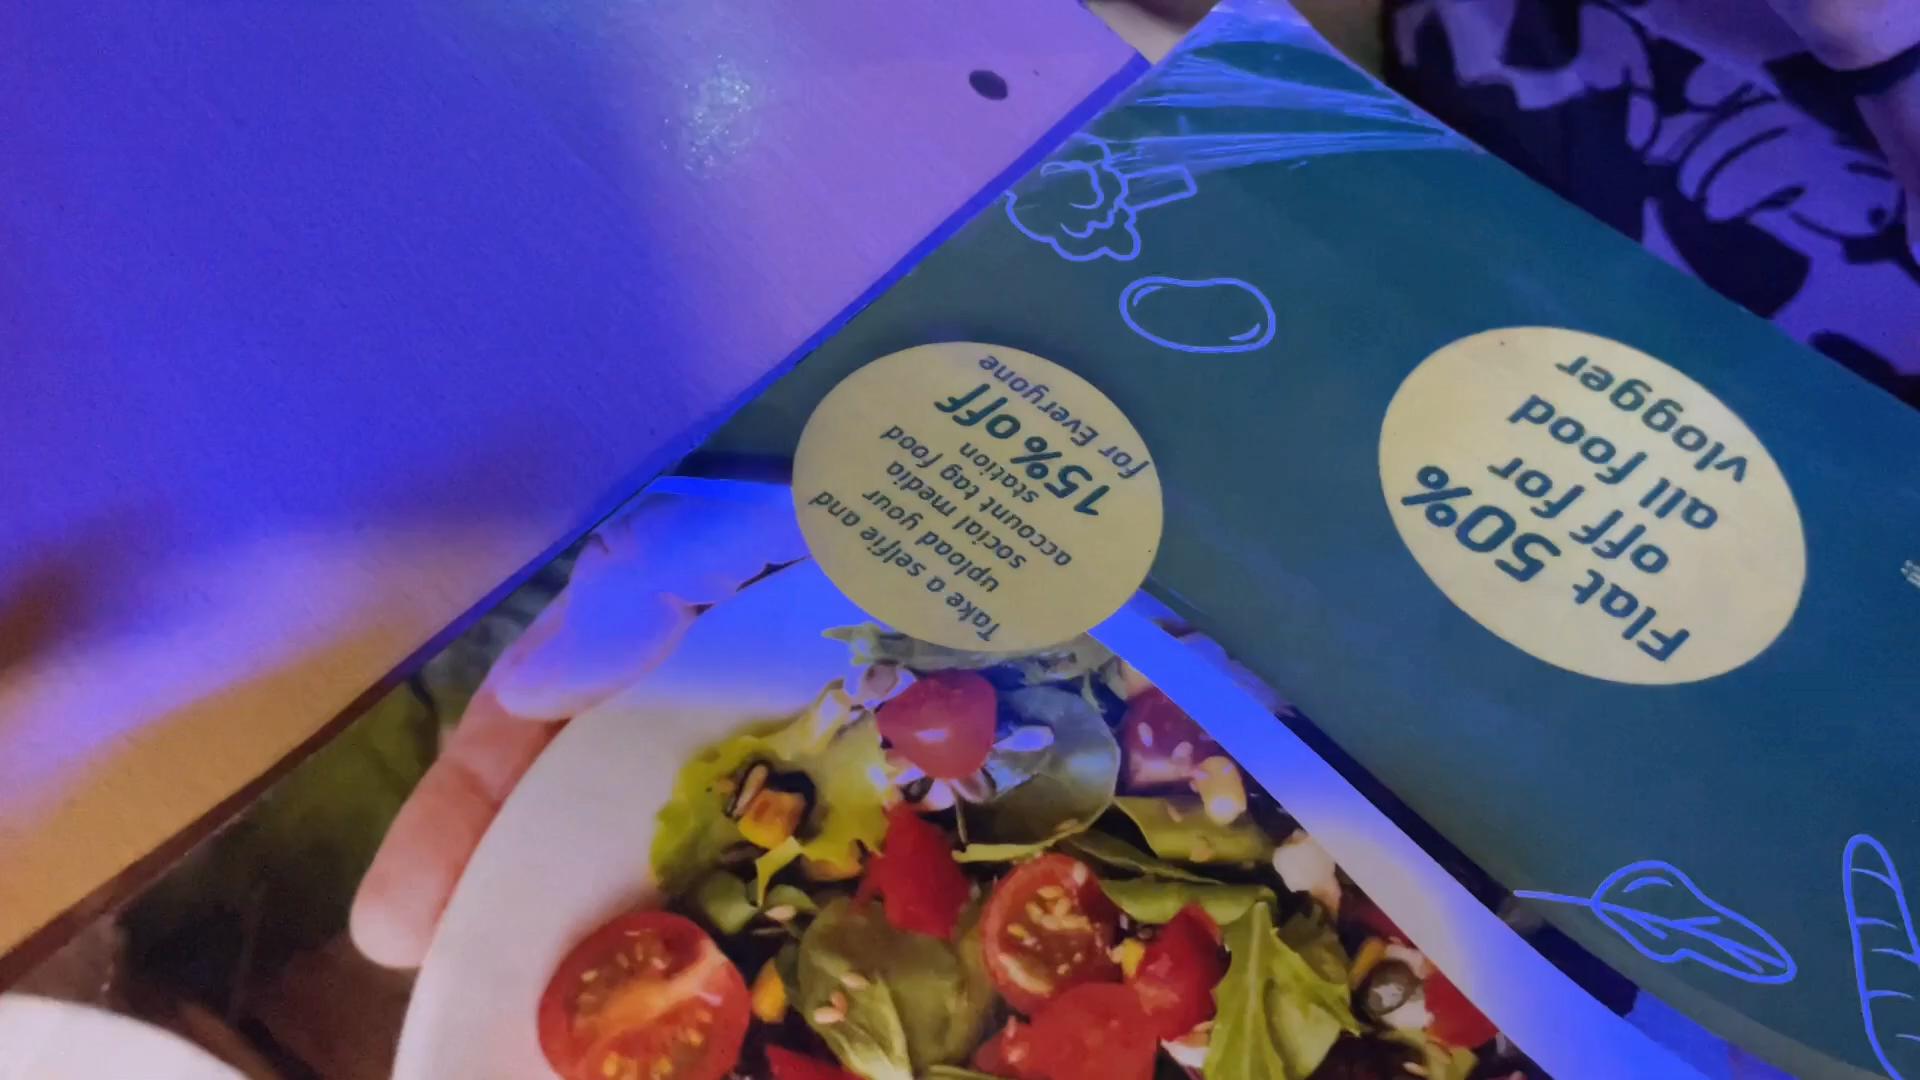 Flat 50%
off for
all food
vlogger
Take a selfie and
upload your
social media
account tag food
station
15% off
for Everyone